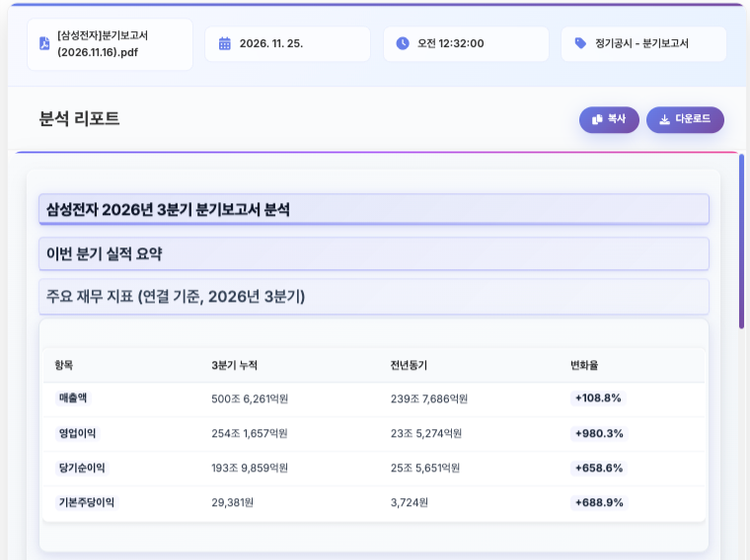 [삼성전자]분기보고서
(2026.11.16).pdf
2026. 11. 25.
오전 12:32:00
정기공시 - 분기보고서
분석 리포트
복사
다운로드
삼성전자 2026년 3분기 분기보고서 분석
이번 분기 실적 요약
주요 재무 지표 (연결 기준, 2026년 3분기)
항목 3분기 누적 전년동기 변화율
매출액 500조 6,261억원 239조 7,686억원 +108.8%
영업이익 254조 1,657억원 23조 5,274억원 +980.3%
당기순이익 193조 9,859억원 25조 5,651억원 +658.6%
기본주당이익 29,381원 3,724원 +688.9%